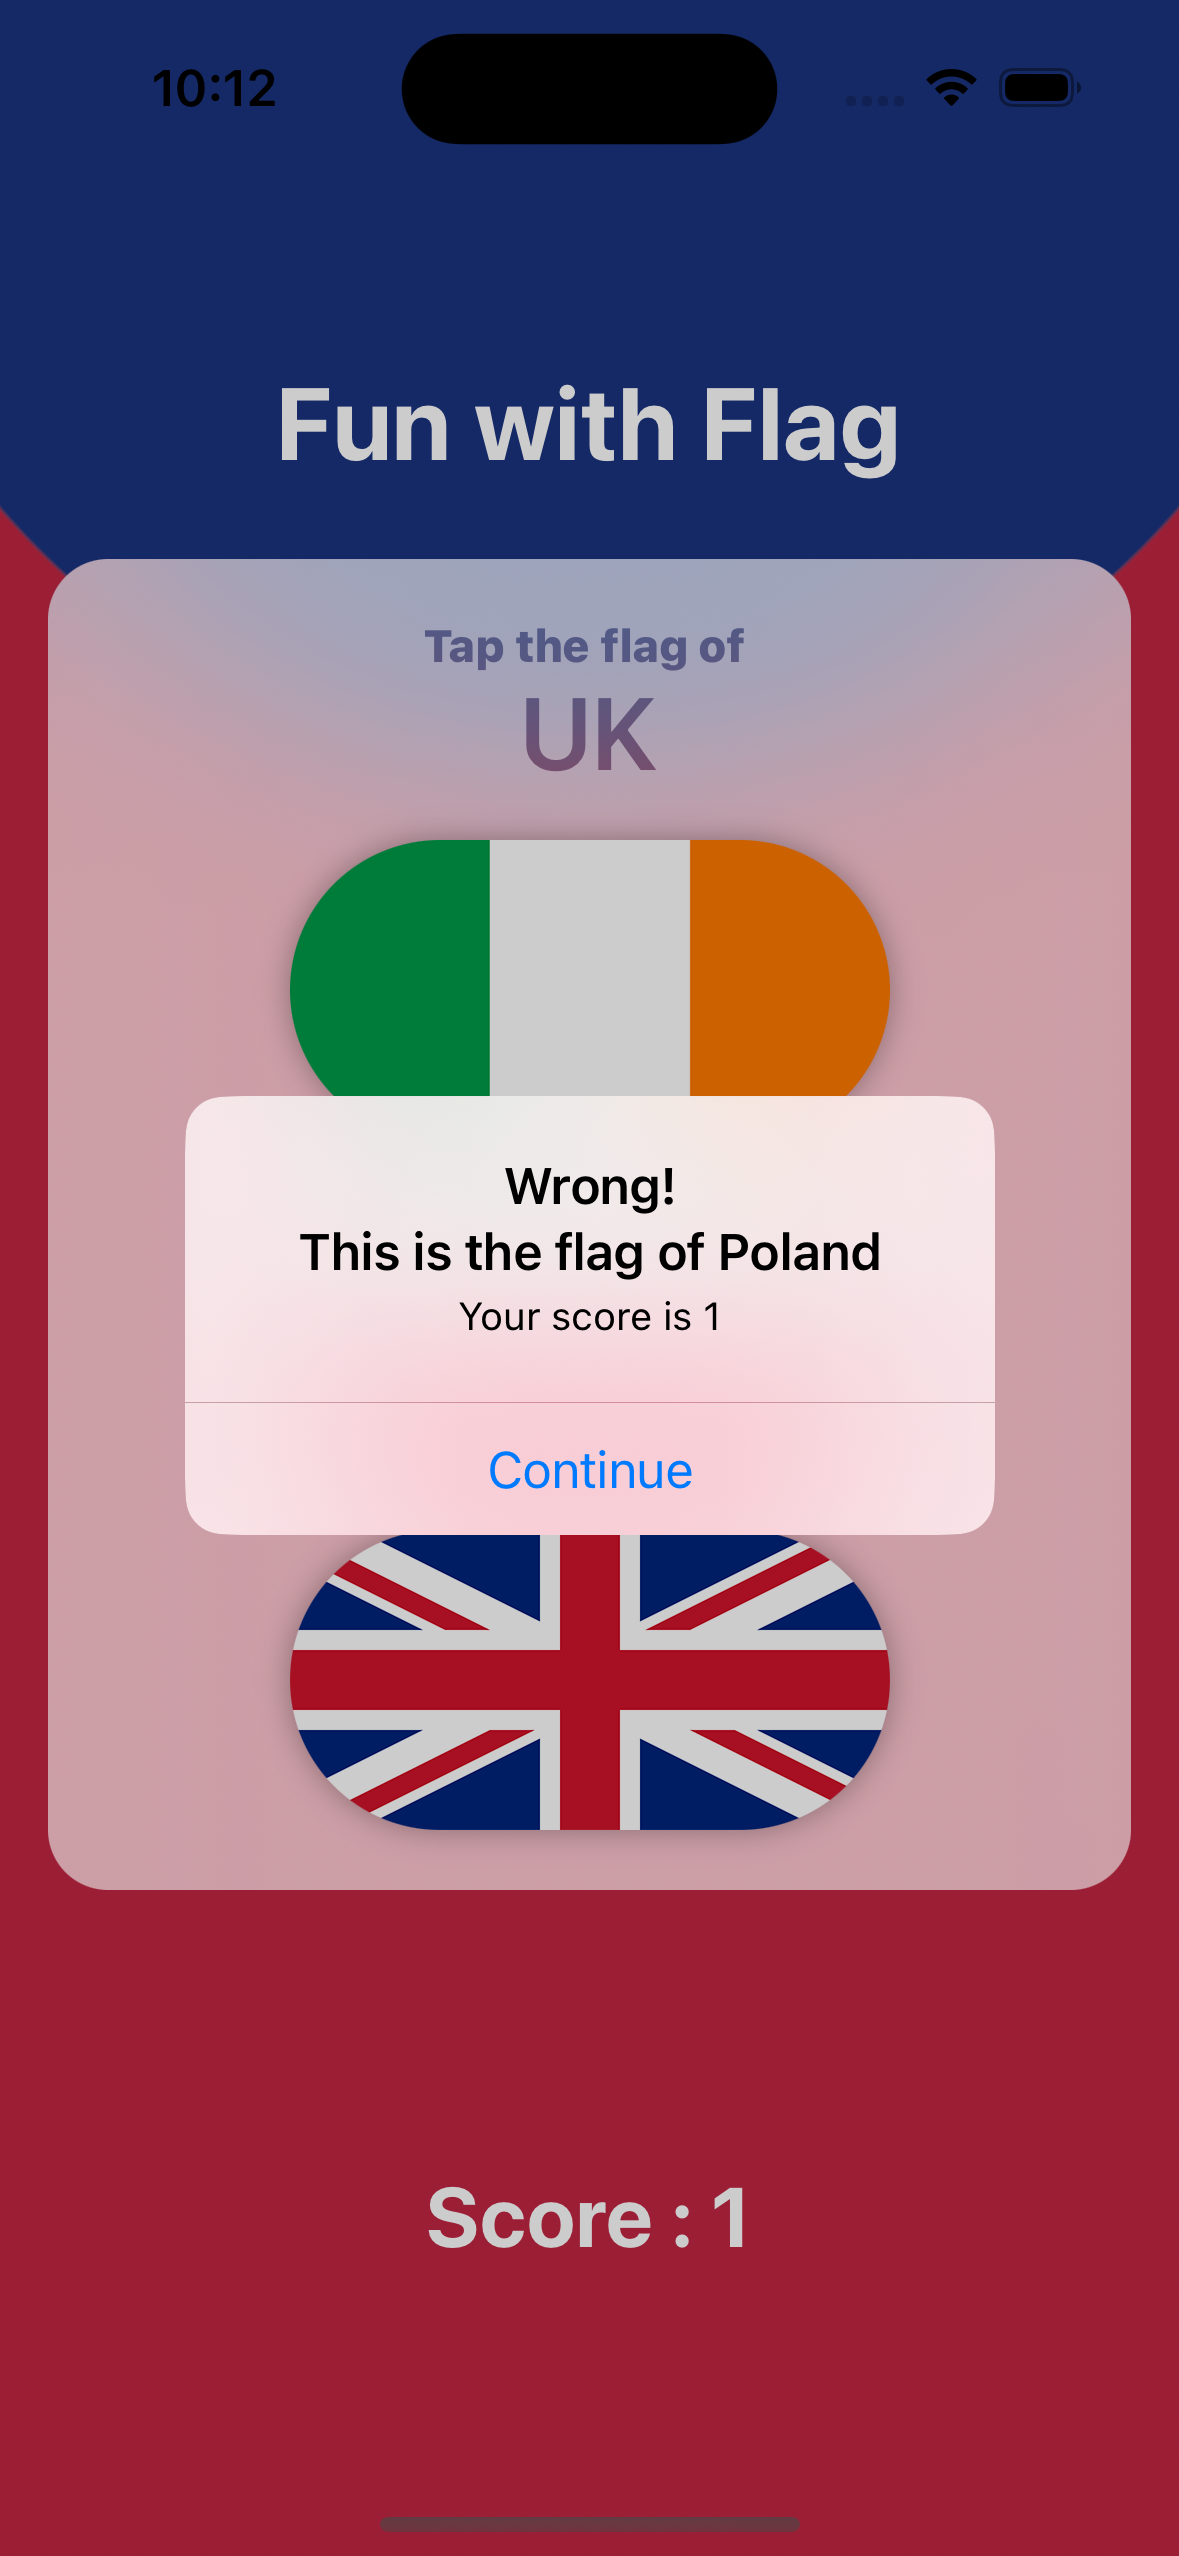 10:12
Fun with Flag
Tap the flag of
UK
Wrong!
This is the flag of Poland
Your score is 1
Continue
Score : 1